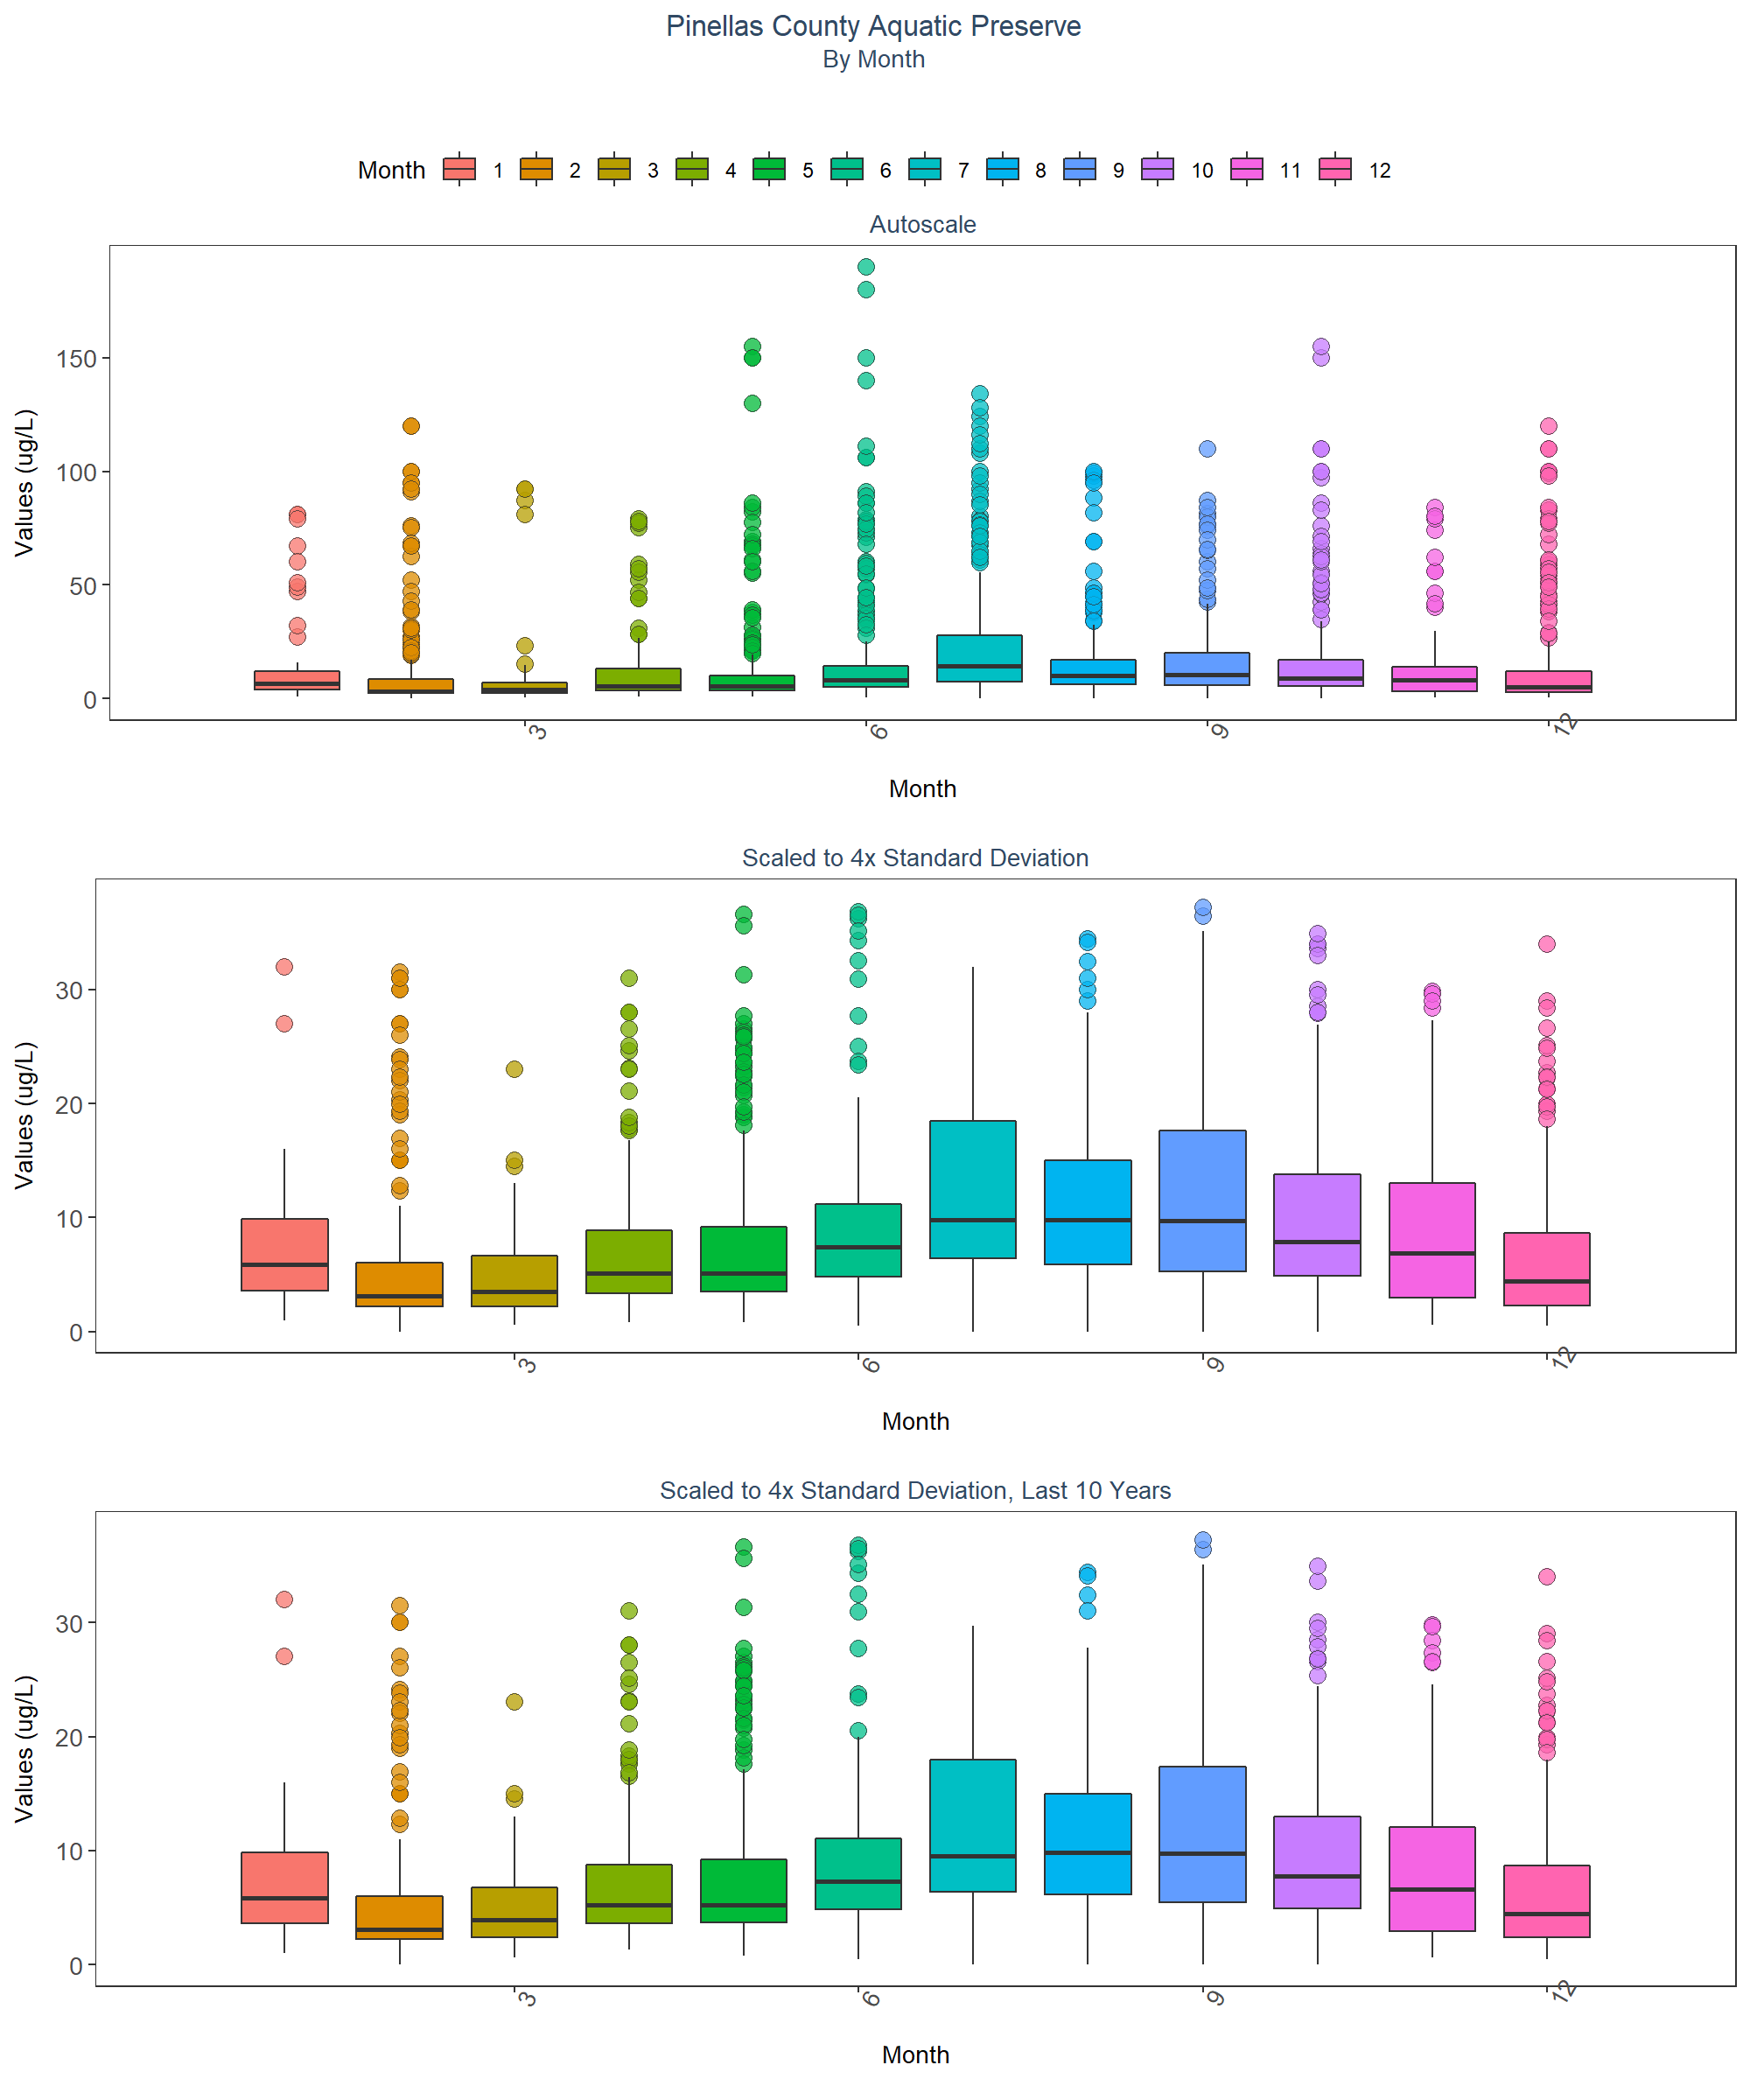 Pinellas County Aquatic Preserve
By Month
Month 1 2 3 4 5 6 7 8 9 10 11 12
Autoscale
Values (ug/L)
150
100
50
0
3 6 9 12
Month
Scaled to 4x Standard Deviation
Values (ug/L)
30
20
10
0
3 6 9 12
Month
Scaled to 4x Standard Deviation, Last 10 Years
Values (ug/L)
30
20
10
0
3 6 9 12
Month